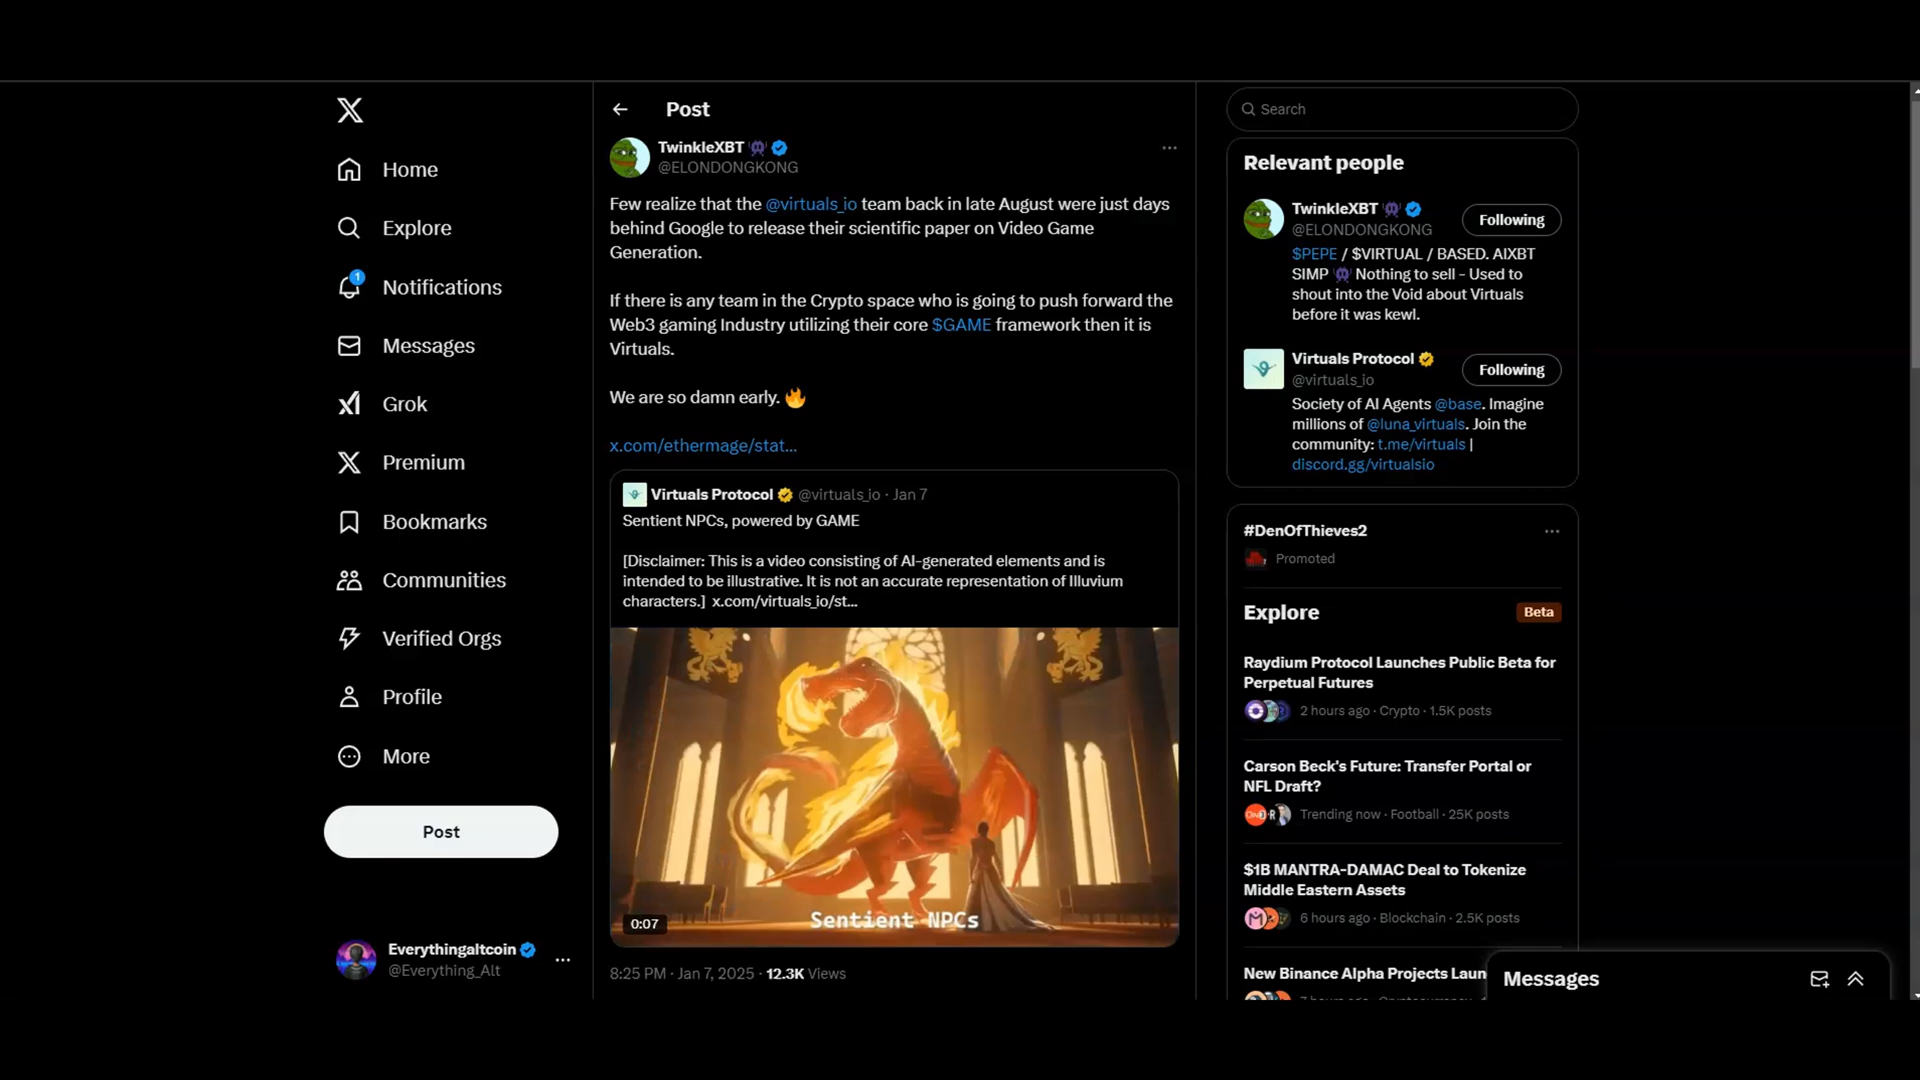 Home
Explore
1
Notifications
Messages
Grok
Premium
Bookmarks
Communities
Verified Orgs
Profile
More
Post
Everythingaltcoin
@Everything_Alt
Post
TwinkleXBT
@ELONDONGKONG
Few realize that the @virtuals_io team back in late August were just days
behind Google to release their scientific paper on Video Game
Generation.
If there is any team in the Crypto space who is going to push forward the
Web3 gaming Industry utilizing their core $GAME framework then it is
Virtuals.
We are so damn early. 🔥
x.com/ethermage/stat...
Virtuals Protocol @virtuals_io · Jan 7
Sentient NPCs, powered by GAME
[Disclaimer: This is a video consisting of AI-generated elements and is
intended to be illustrative. It is not an accurate representation of Illuvium
characters.] x.com/virtuals_io/st...
Sentient NPCs
0:07
8:25 PM · Jan 7, 2025 · 12.3K Views
Search
Relevant people
TwinkleXBT
@ELONDONGKONG
Following
$PEPE / $VIRTUAL / BASED. AIXBT
SIMP 👾 Nothing to sell - Used to
shout into the Void about Virtuals
before it was kewl.
Virtuals Protocol
@virtuals_io
Following
Society of AI Agents @base. Imagine
millions of @luna_virtuals. Join the
community: t.me/virtuals |
discord.gg/virtualsio
#DenOfThieves2
Promoted
Explore
Beta
Raydium Protocol Launches Public Beta for
Perpetual Futures
2 hours ago · Crypto · 1.5K posts
Carson Beck's Future: Transfer Portal or
NFL Draft?
Trending now · Football · 25K posts
$1B MANTRA-DAMAC Deal to Tokenize
Middle Eastern Assets
6 hours ago · Blockchain · 2.5K posts
New Binance Alpha Projects Laun
Messages